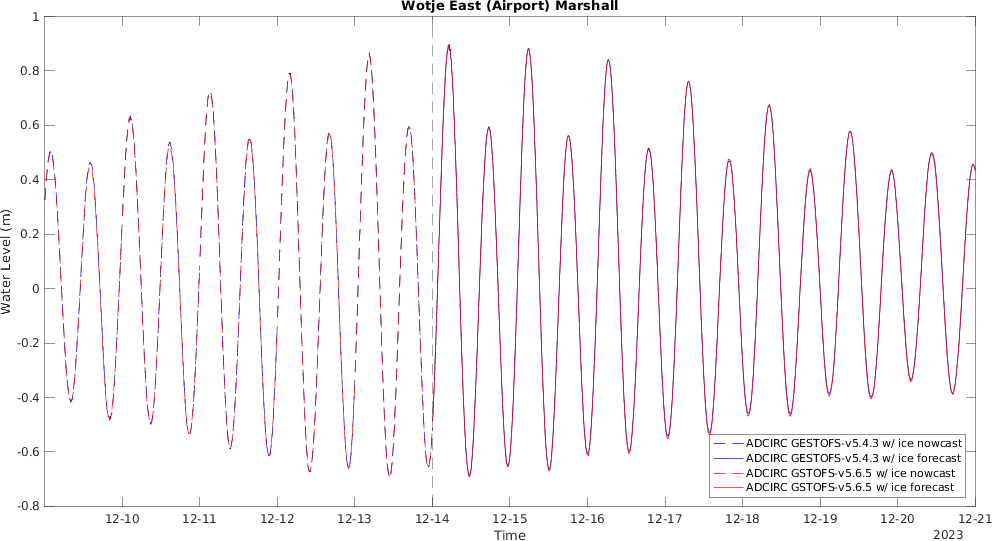 Wotje East (Airport) Marshall
1
0.8
0.6
0.4
0.2
0
-0.2
-0.4
-0.6
-0.8
Water Level (m)
12-10 12-11 12-12 12-13 12-14 12-15 12-16 12-17 12-18 12-19 12-20 12-21
Time
2023
ADCIRC GESTOFS-v5.4.3 w/ ice nowcast
ADCIRC GESTOFS-v5.4.3 w/ ice forecast
ADCIRC GSTOFS-v5.6.5 w/ ice nowcast
ADCIRC GSTOFS-v5.6.5 w/ ice forecast